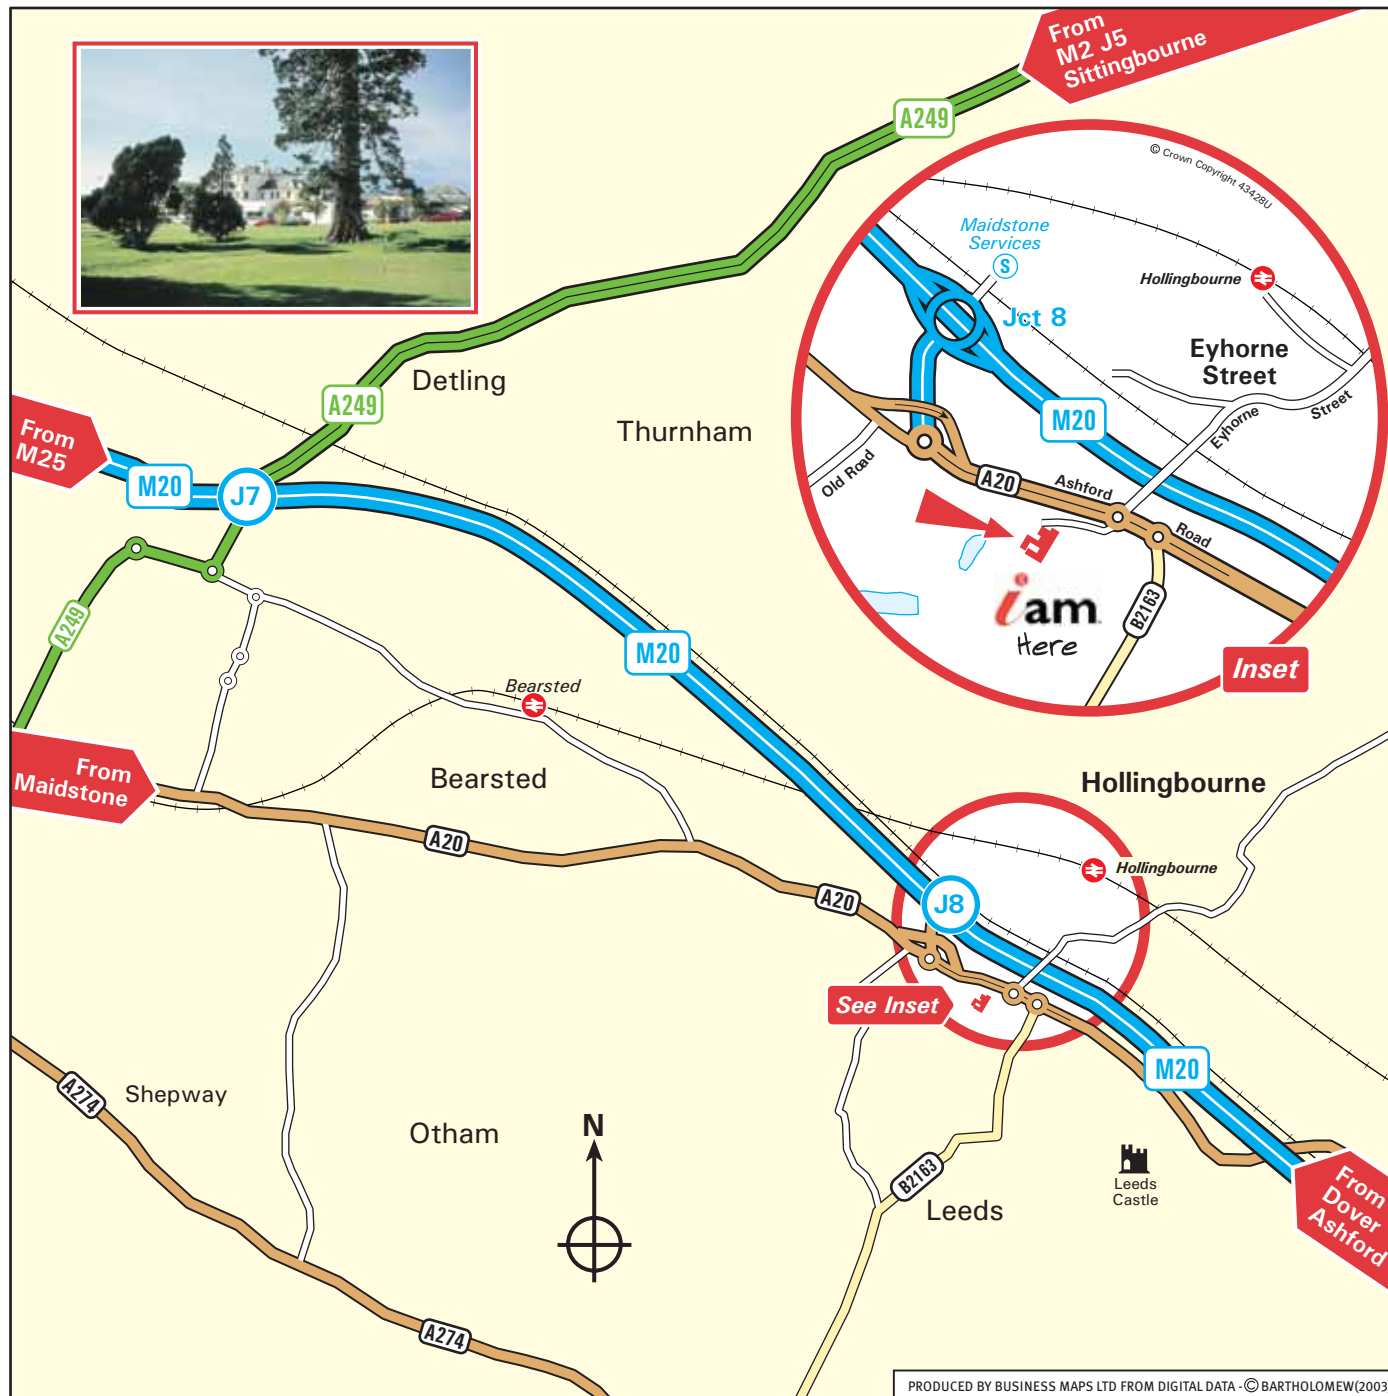 From
M2 J5
Sittingbourne
A249
© Crown Copyright 43428U
Maidstone
Services
S
Hollingbourne
Jct 8
Eyhorne
Street
M20
Eyhorne
Street
Old Road
A20
Ashford
Road
B2163
iam
Here
Inset
Detling
A249
Thurnham
From
M25
M20
J7
A249
M20
Bearsted
From
Maidstone
Bearsted
A20
Hollingbourne
A20
J8
Hollingbourne
See Inset
M20
A274
Shepway
Otham
N
B2163
Leeds
Leeds
Castle
From
Dover
Ashford
A274
PRODUCED BY BUSINESS MAPS LTD FROM DIGITAL DATA - © BARTHOLOMEW(2003